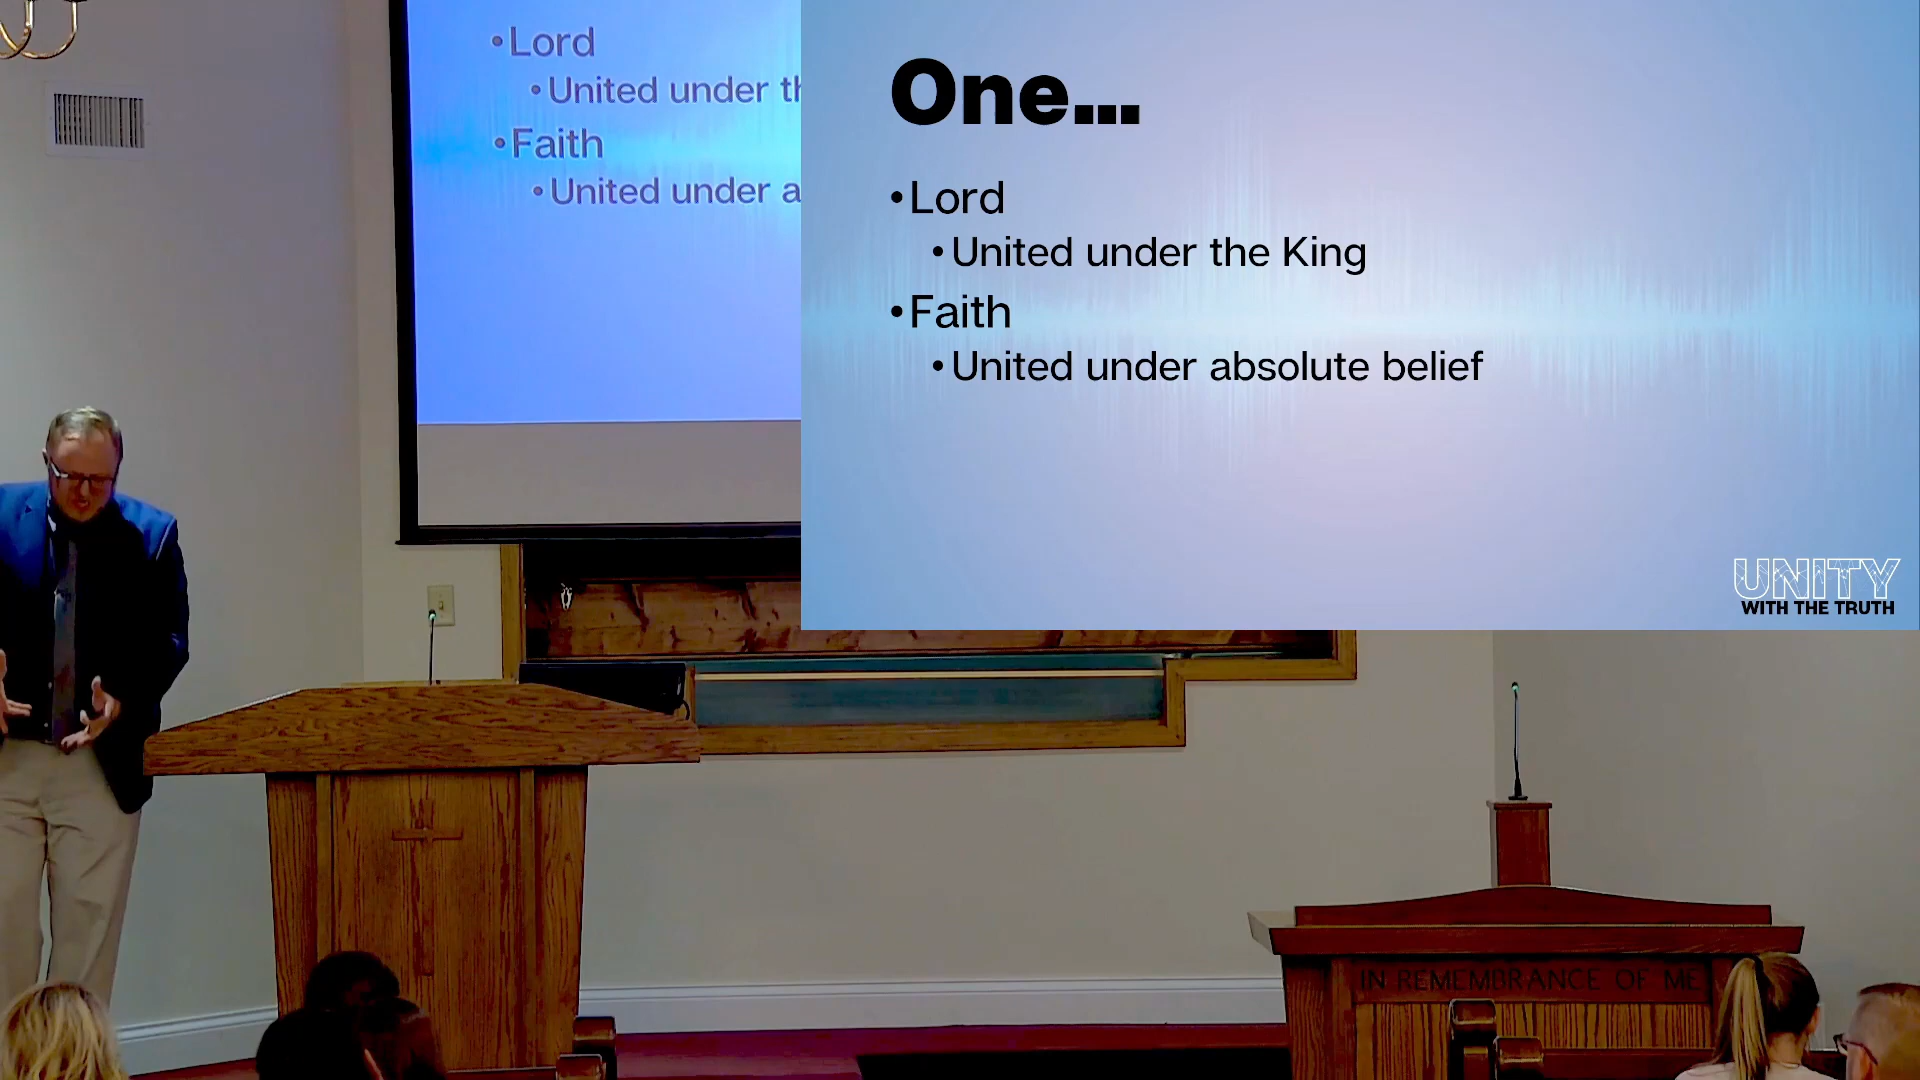 •Lord
•United under th
•Faith
•United under a
One...
•Lord
•United under the King
•Faith
•United under absolute belief
UNITY
WITH THE TRUTH
IN REMEMBRANCE OF ME